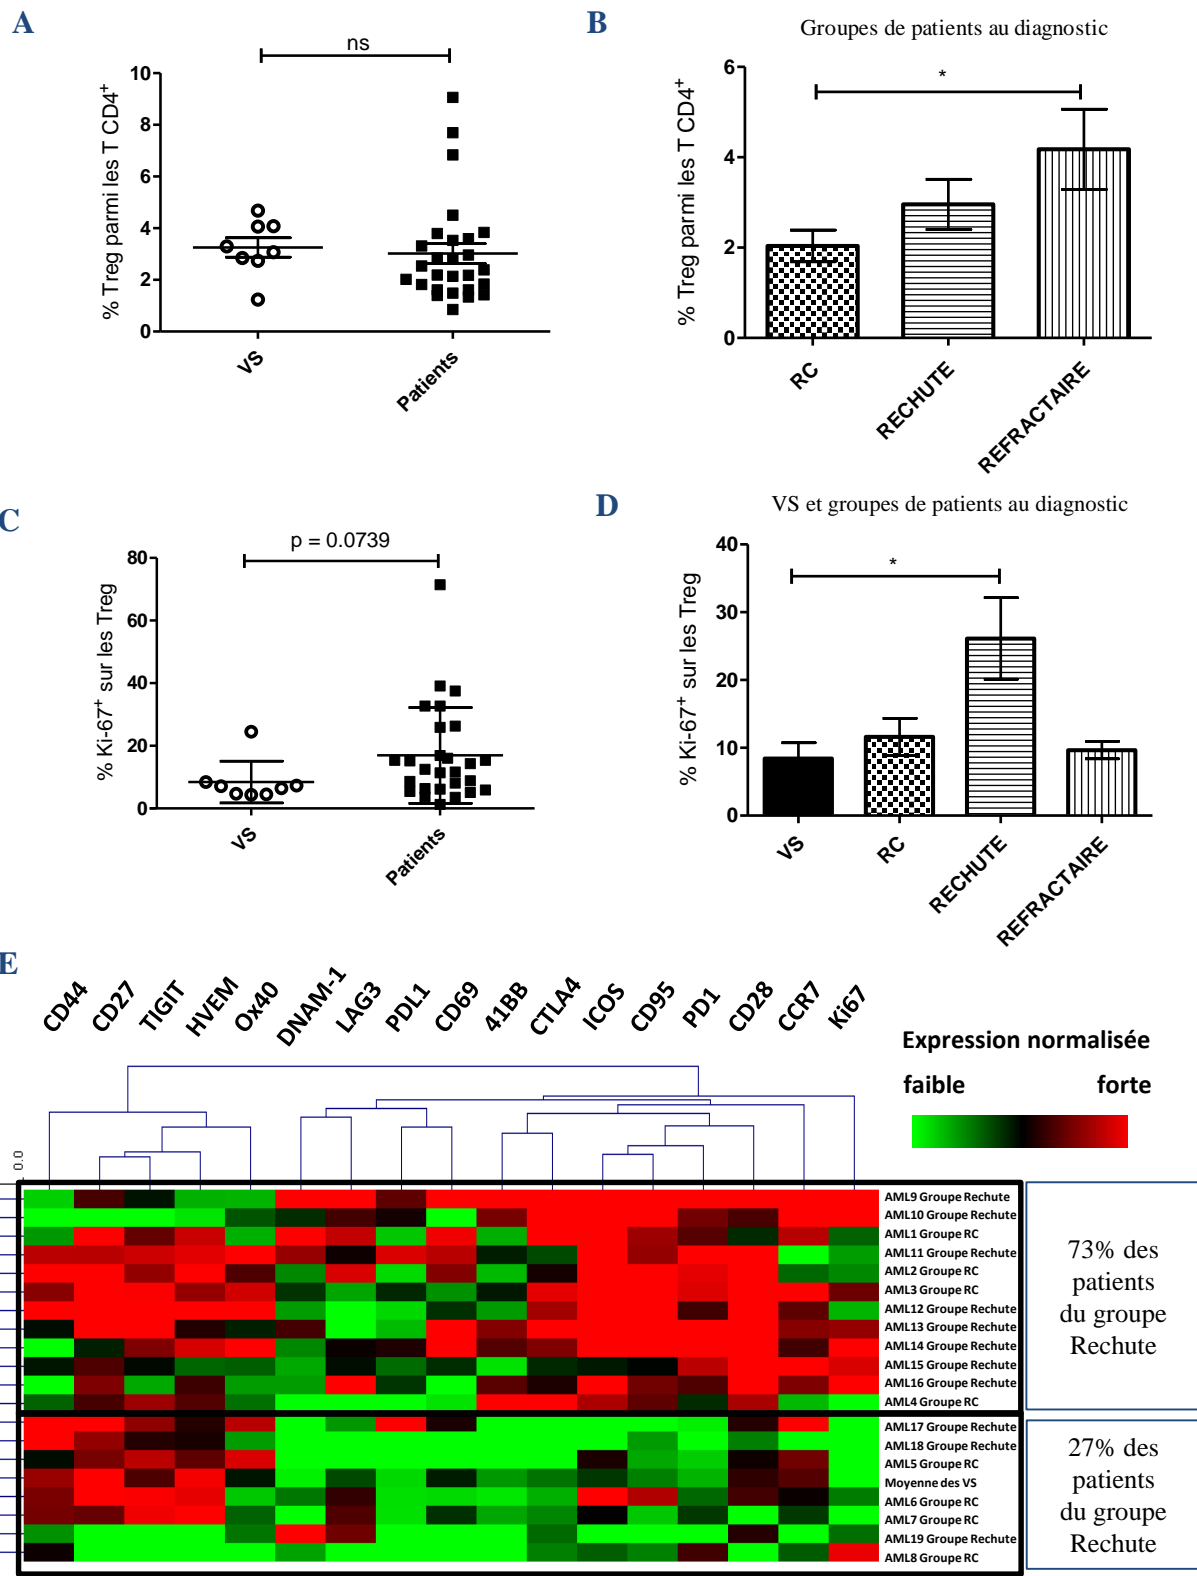 A
ns
% Treg parmi les T CD4⁺
10
8
6
4
2
0
VS
Patients
B
Groupes de patients au diagnostic
*
% Treg parmi les T CD4⁺
6
4
2
0
RC
RECHUTE
REFRACTAIRE
C
p = 0.0739
% Ki-67⁺ sur les Treg
80
60
40
20
0
VS
Patients
D
VS et groupes de patients au diagnostic
*
% Ki-67⁺ sur les Treg
40
30
20
10
0
VS
RC
RECHUTE
REFRACTAIRE
E
CD44
CD27
TIGIT
HVEM
Ox40
DNAM-1
LAG3
PDL1
CD69
41BB
CTLA4
ICOS
CD95
PD1
CD28
CCR7
Ki67
Expression normalisée
faible forte
0.0
AML9 Groupe Rechute
AML10 Groupe Rechute
AML1 Groupe RC
AML11 Groupe Rechute
AML2 Groupe RC
AML3 Groupe RC
AML12 Groupe Rechute
AML13 Groupe Rechute
AML14 Groupe Rechute
AML15 Groupe Rechute
AML16 Groupe Rechute
AML4 Groupe RC
AML17 Groupe Rechute
AML18 Groupe Rechute
AML5 Groupe RC
Moyenne des VS
AML6 Groupe RC
AML7 Groupe RC
AML19 Groupe Rechute
AML8 Groupe RC
73% des
patients
du groupe
Rechute
27% des
patients
du groupe
Rechute